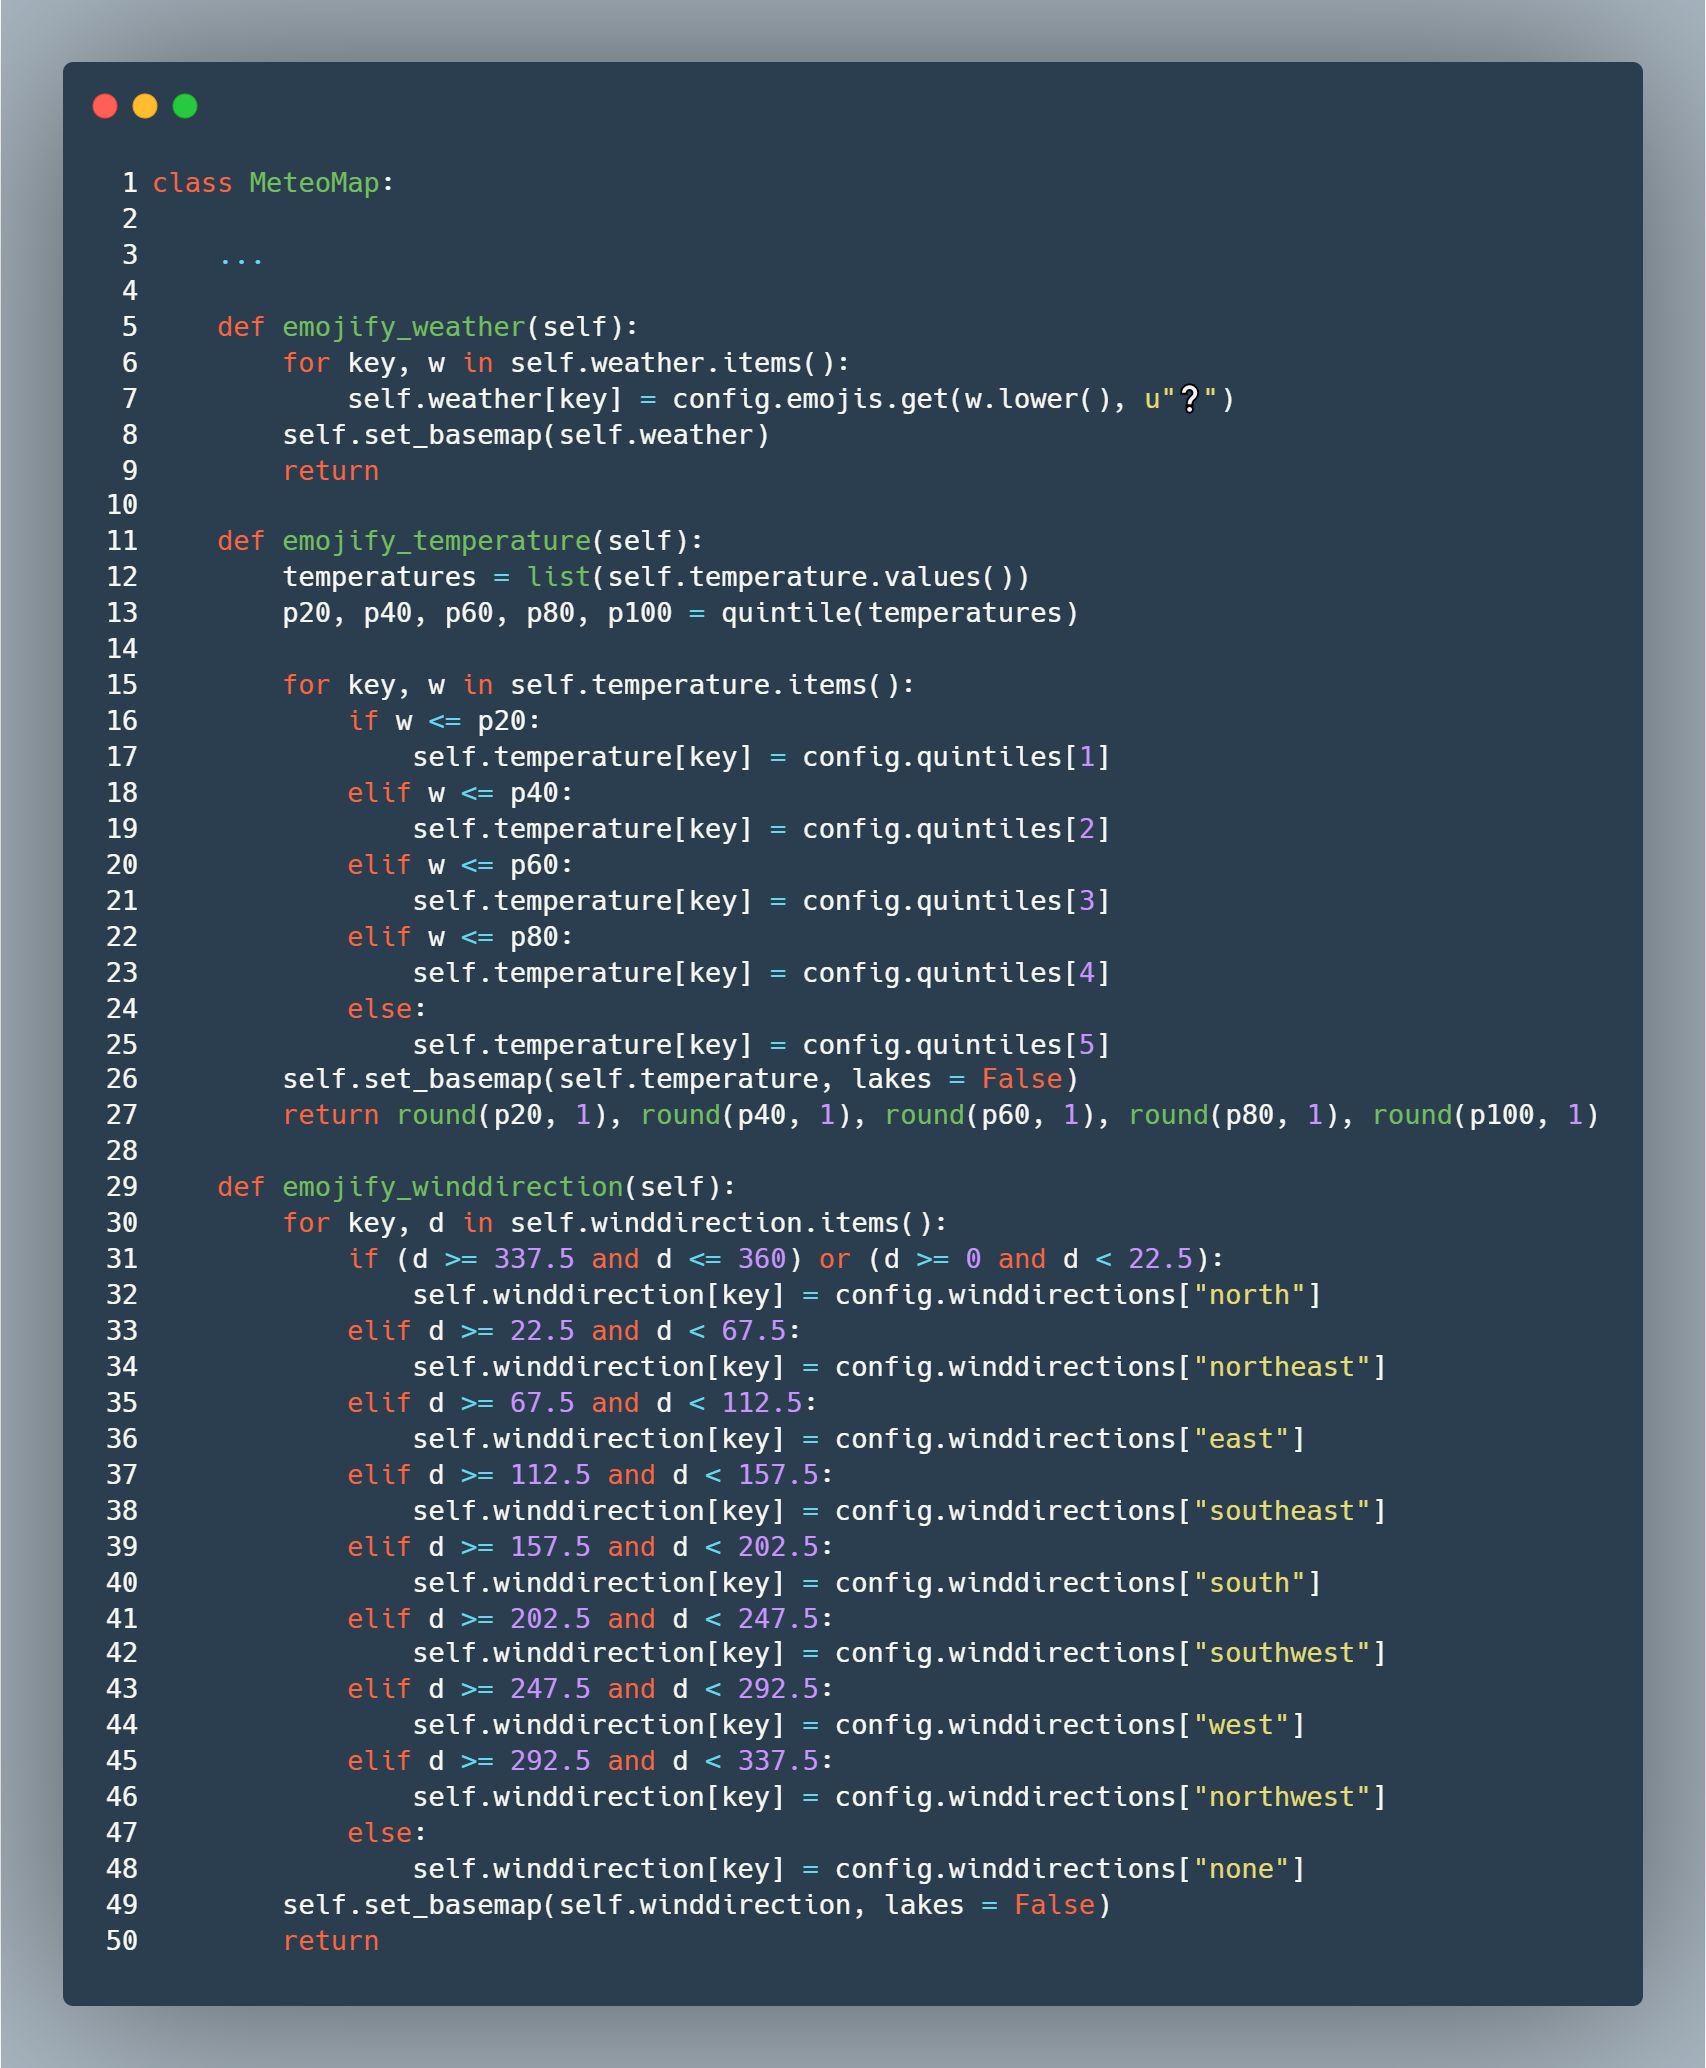 1 class MeteoMap:
2
3     ...
4
5     def emojify_weather(self):
6         for key, w in self.weather.items():
7             self.weather[key] = config.emojis.get(w.lower(), u"❔")
8         self.set_basemap(self.weather)
9         return
10
11     def emojify_temperature(self):
12         temperatures = list(self.temperature.values())
13         p20, p40, p60, p80, p100 = quintile(temperatures)
14
15         for key, w in self.temperature.items():
16             if w <= p20:
17                 self.temperature[key] = config.quintiles[1]
18             elif w <= p40:
19                 self.temperature[key] = config.quintiles[2]
20             elif w <= p60:
21                 self.temperature[key] = config.quintiles[3]
22             elif w <= p80:
23                 self.temperature[key] = config.quintiles[4]
24             else:
25                 self.temperature[key] = config.quintiles[5]
26         self.set_basemap(self.temperature, lakes = False)
27         return round(p20, 1), round(p40, 1), round(p60, 1), round(p80, 1), round(p100, 1)
28
29     def emojify_winddirection(self):
30         for key, d in self.winddirection.items():
31             if (d >= 337.5 and d <= 360) or (d >= 0 and d < 22.5):
32                 self.winddirection[key] = config.winddirections["north"]
33             elif d >= 22.5 and d < 67.5:
34                 self.winddirection[key] = config.winddirections["northeast"]
35             elif d >= 67.5 and d < 112.5:
36                 self.winddirection[key] = config.winddirections["east"]
37             elif d >= 112.5 and d < 157.5:
38                 self.winddirection[key] = config.winddirections["southeast"]
39             elif d >= 157.5 and d < 202.5:
40                 self.winddirection[key] = config.winddirections["south"]
41             elif d >= 202.5 and d < 247.5:
42                 self.winddirection[key] = config.winddirections["southwest"]
43             elif d >= 247.5 and d < 292.5:
44                 self.winddirection[key] = config.winddirections["west"]
45             elif d >= 292.5 and d < 337.5:
46                 self.winddirection[key] = config.winddirections["northwest"]
47             else:
48                 self.winddirection[key] = config.winddirections["none"]
49         self.set_basemap(self.winddirection, lakes = False)
50         return